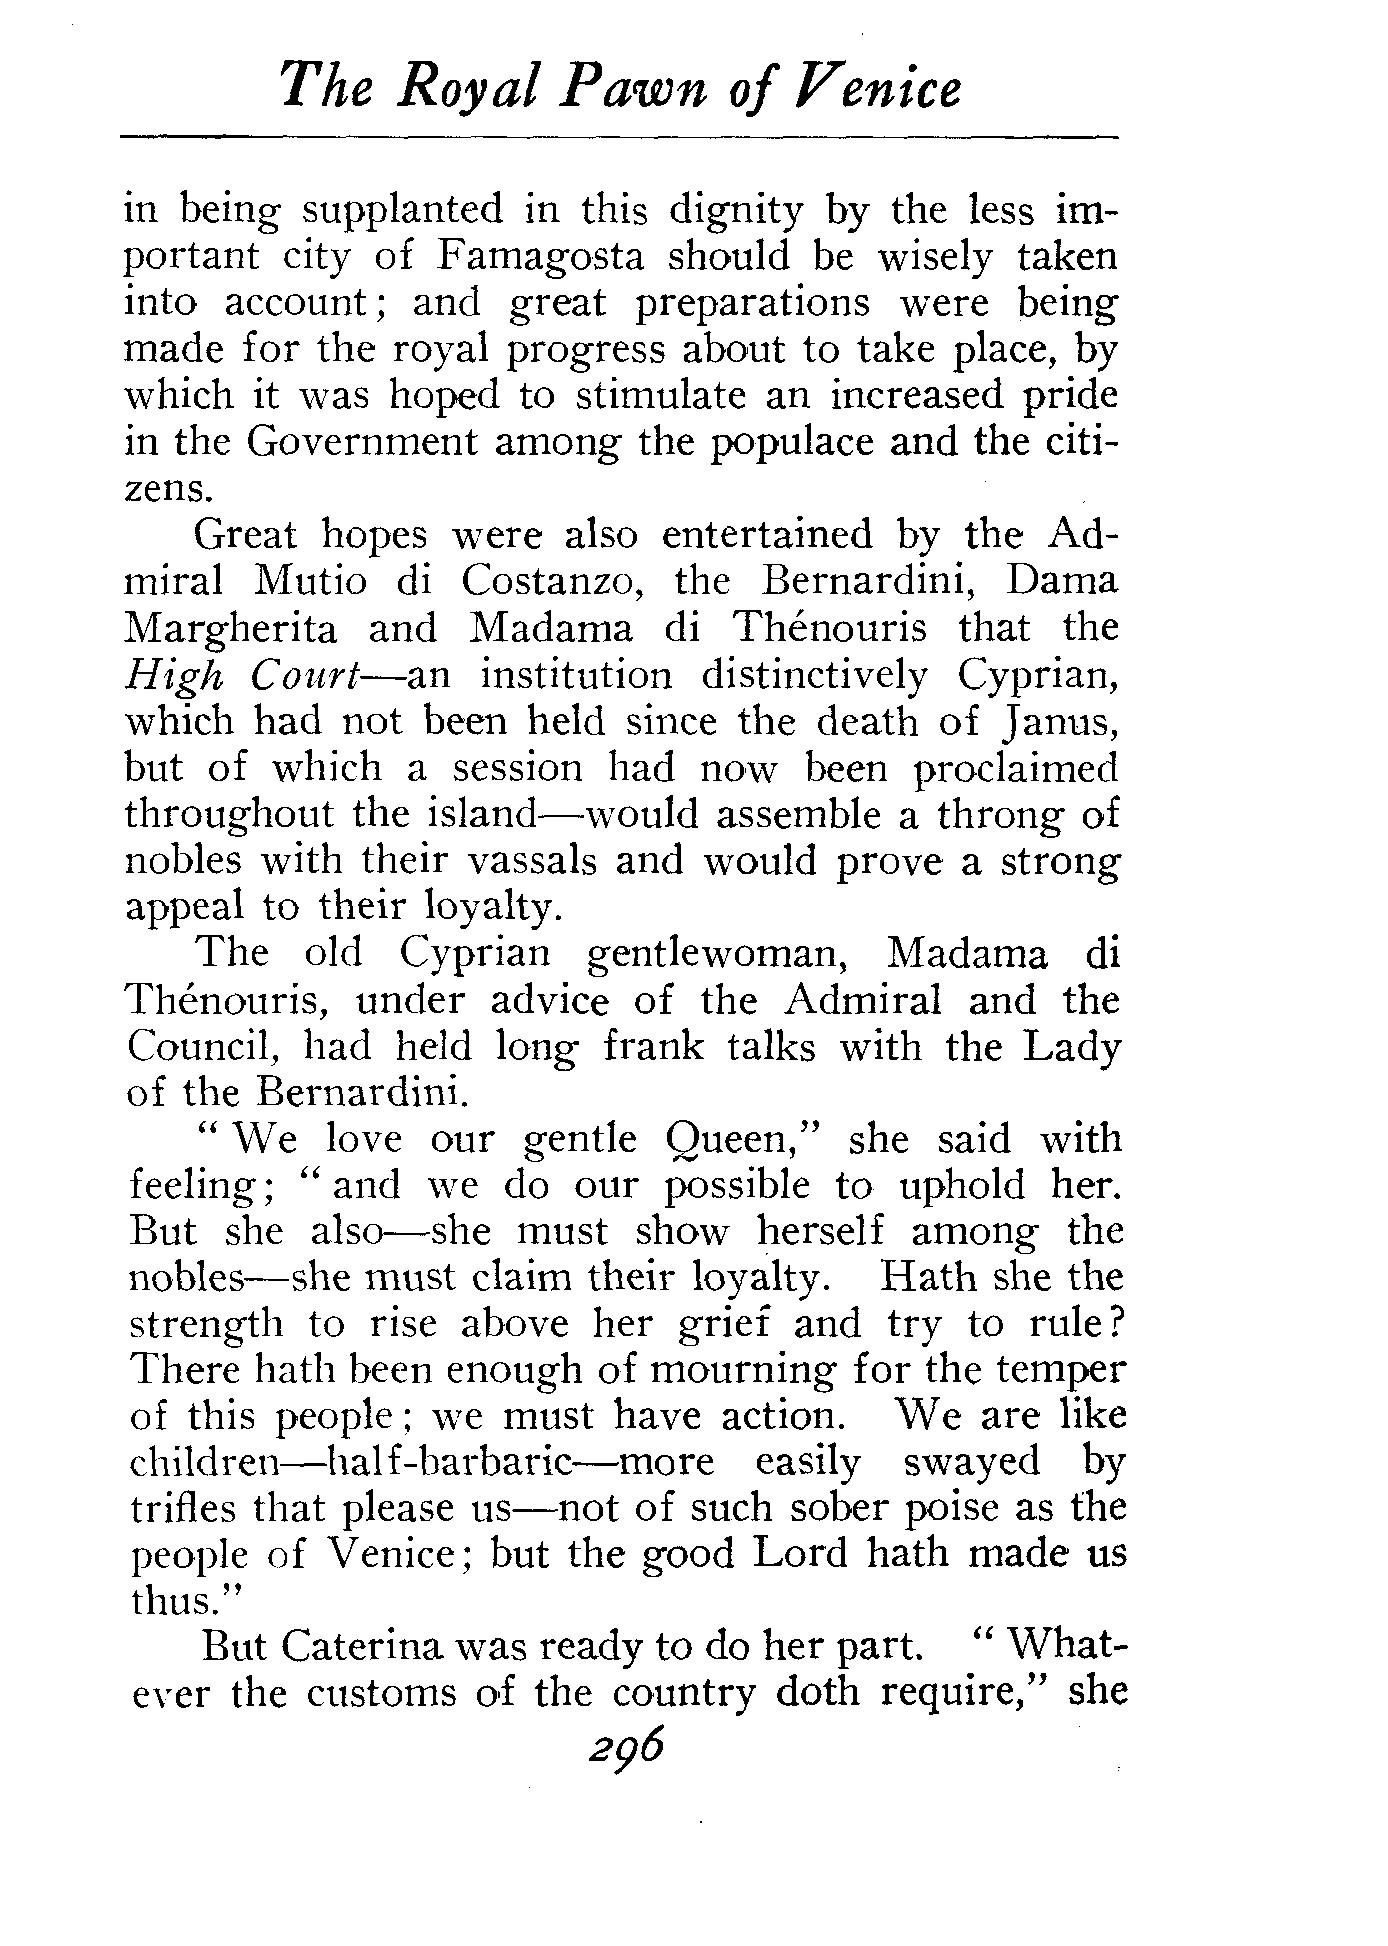 The Royal Pawn of Venice
in being supplanted in this dignity by the less im-
portant city of Famagosta should be wisely taken
into account; and great preparations were being
made for the royal progress about to take place, by
which it was hoped to stimulate an increased pride
in the Government among the populace and the citi-
zens.
Great hopes were also entertained by the Ad-
miral Mutio di Costanzo, the Bernardini, Dama
Margherita and Madama di Thénouris that the
High Court—an institution distinctively Cyprian,
which had not been held since the death of Janus,
but of which a session had now been proclaimed
throughout the island—would assemble a throng of
nobles with their vassals and would prove a strong
appeal to their loyalty.
The old Cyprian gentlewoman, Madama di
Thénouris, under advice of the Admiral and the
Council, had held long frank talks with the Lady
of the Bernardini.
“ We love our gentle Queen,” she said with
feeling; “ and we do our possible to uphold her.
But she also—she must show herself among the
nobles—she must claim their loyalty. Hath she the
strength to rise above her grief and try to rule?
There hath been enough of mourning for the temper
of this people; we must have action. We are like
children—half-barbaric—more easily swayed by
trifles that please us—not of such sober poise as the
people of Venice; but the good Lord hath made us
thus.”
But Caterina was ready to do her part. “ What-
ever the customs of the country doth require,” she
296